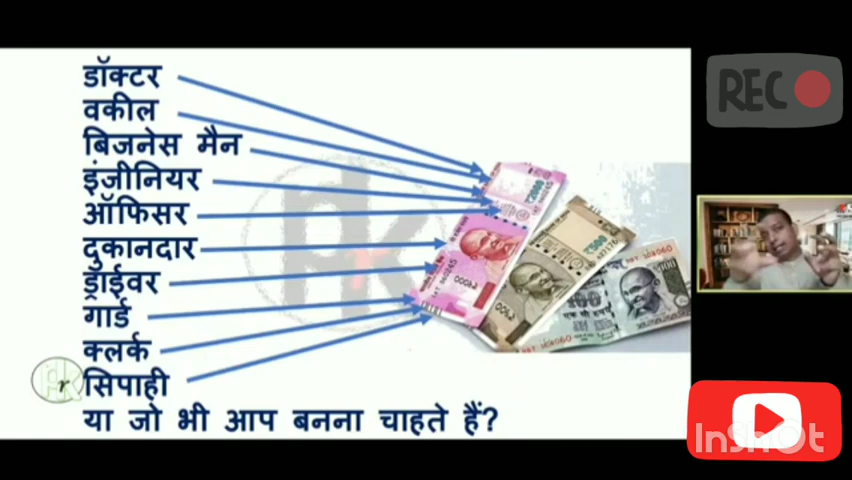 डॉक्टर
वकील
बिजनेस मैन
इंजीनियर
ऑफिसर
दुकानदार
ड्राईवर
गार्ड
क्लर्क
सिपाही
या जो भी आप बनना चाहते हैं?
REC
InShOt